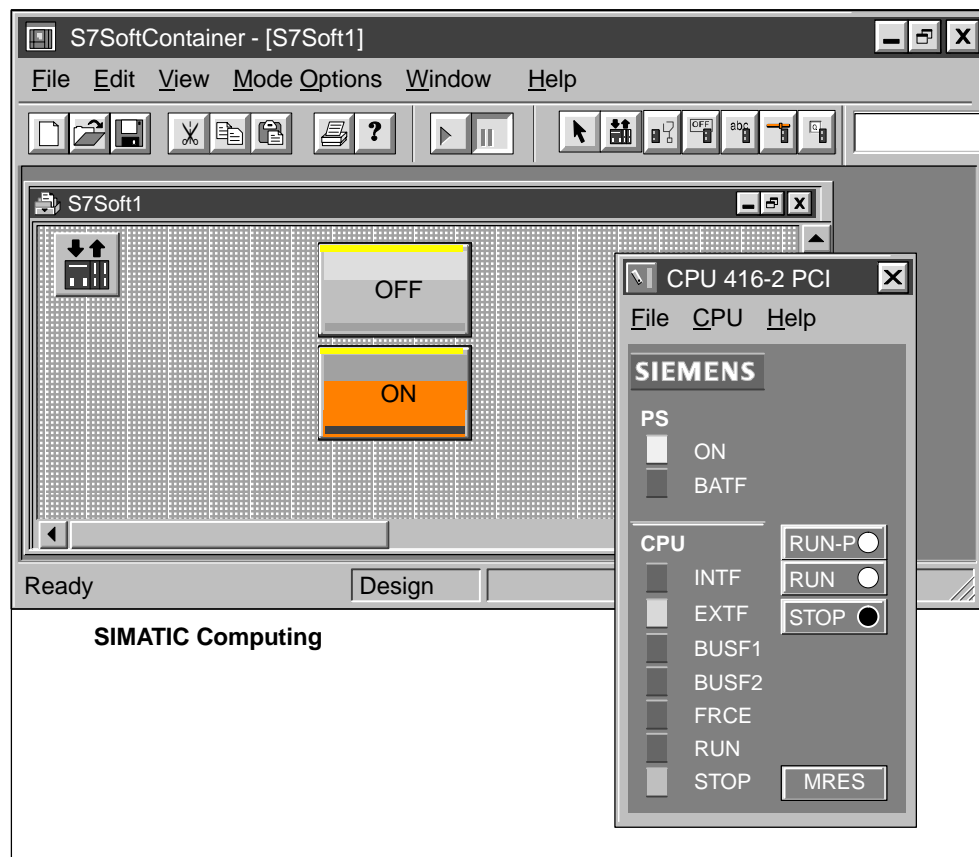 S7SoftContainer - [S7Soft1]
File Edit View Mode Options Window Help
?
OFF
abc
S7Soft1
OFF
ON
CPU 416-2 PCI
File CPU Help
SIEMENS
PS
ON
BATF
CPU
RUN-P
INTF
RUN
EXTF
STOP
BUSF1
BUSF2
FRCE
RUN
STOP
MRES
Ready
Design
SIMATIC Computing